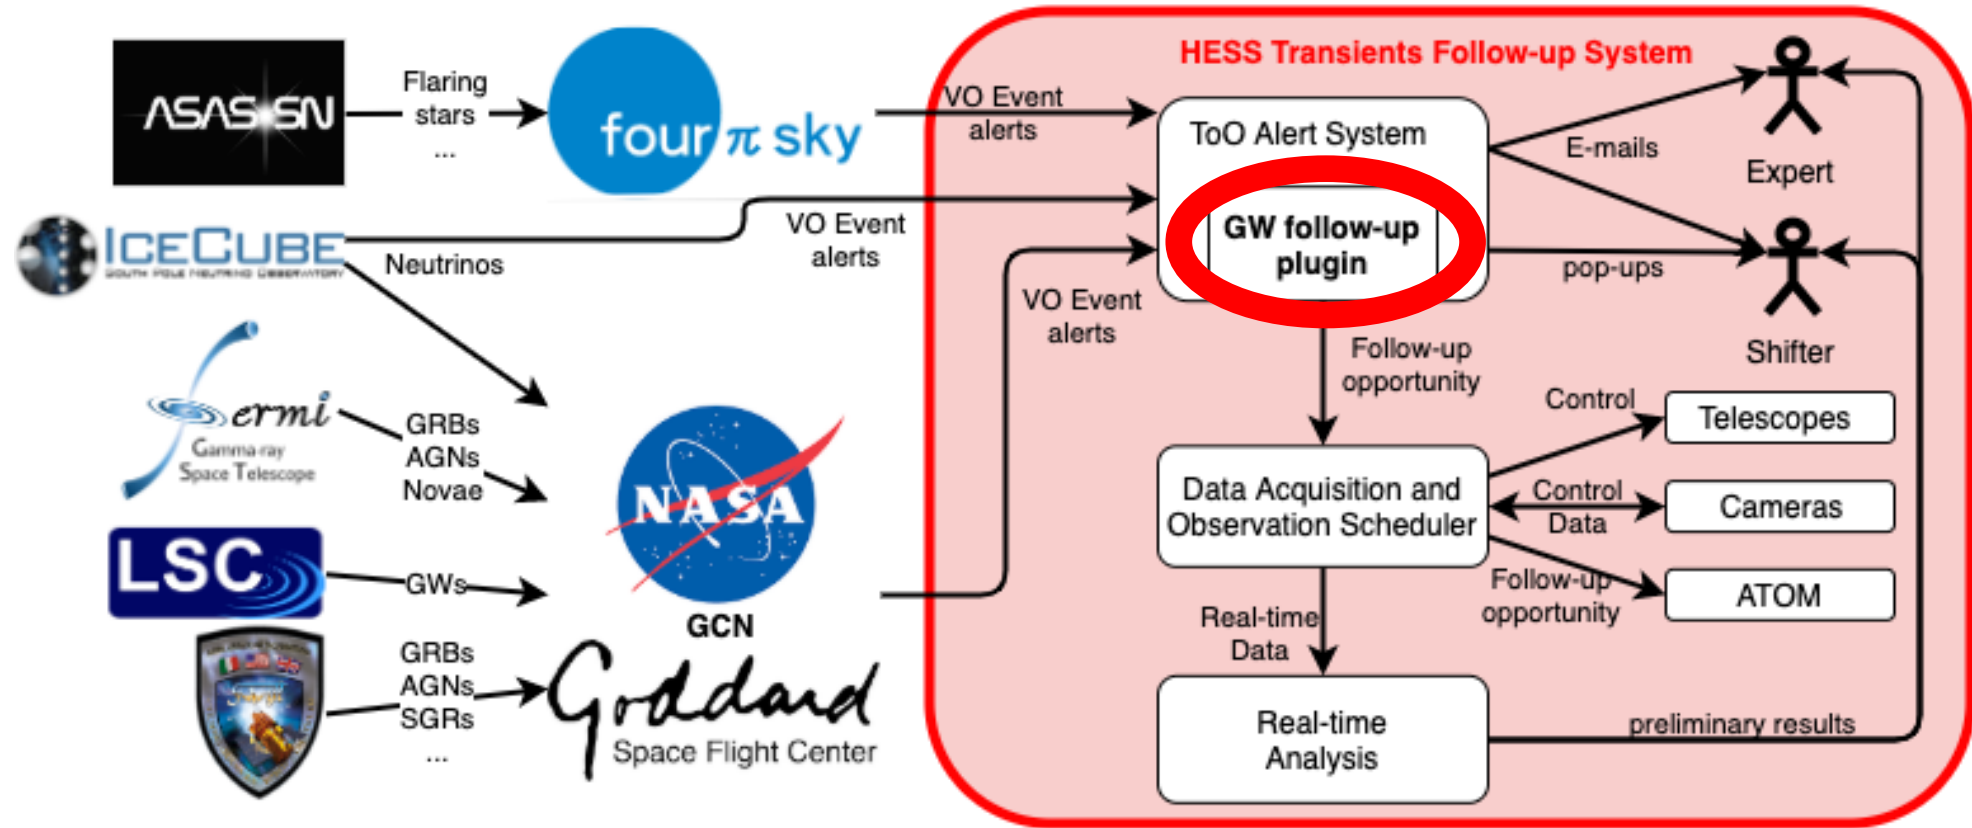 HESS Transients Follow-up System
ASAS-SN
Flaring
stars
...
four π sky
VO Event
alerts
ToO Alert System
GW follow-up
plugin
E-mails
Expert
pop-ups
Shifter
ICECUBE
SOUTH POLE NEUTRINO OBSERVATORY
Neutrinos
VO Event
alerts
VO Event
alerts
Fermi
Gamma-ray
Space Telescope
GRBs
AGNs
Novae
NASA
GCN
LSC
GWs
GRBs
AGNs
SGRs
...
Goddard
Space Flight Center
Follow-up
opportunity
Data Acquisition and
Observation Scheduler
Control
Telescopes
Control
Data
Cameras
Follow-up
opportunity
ATOM
Real-time
Data
Real-time
Analysis
preliminary results